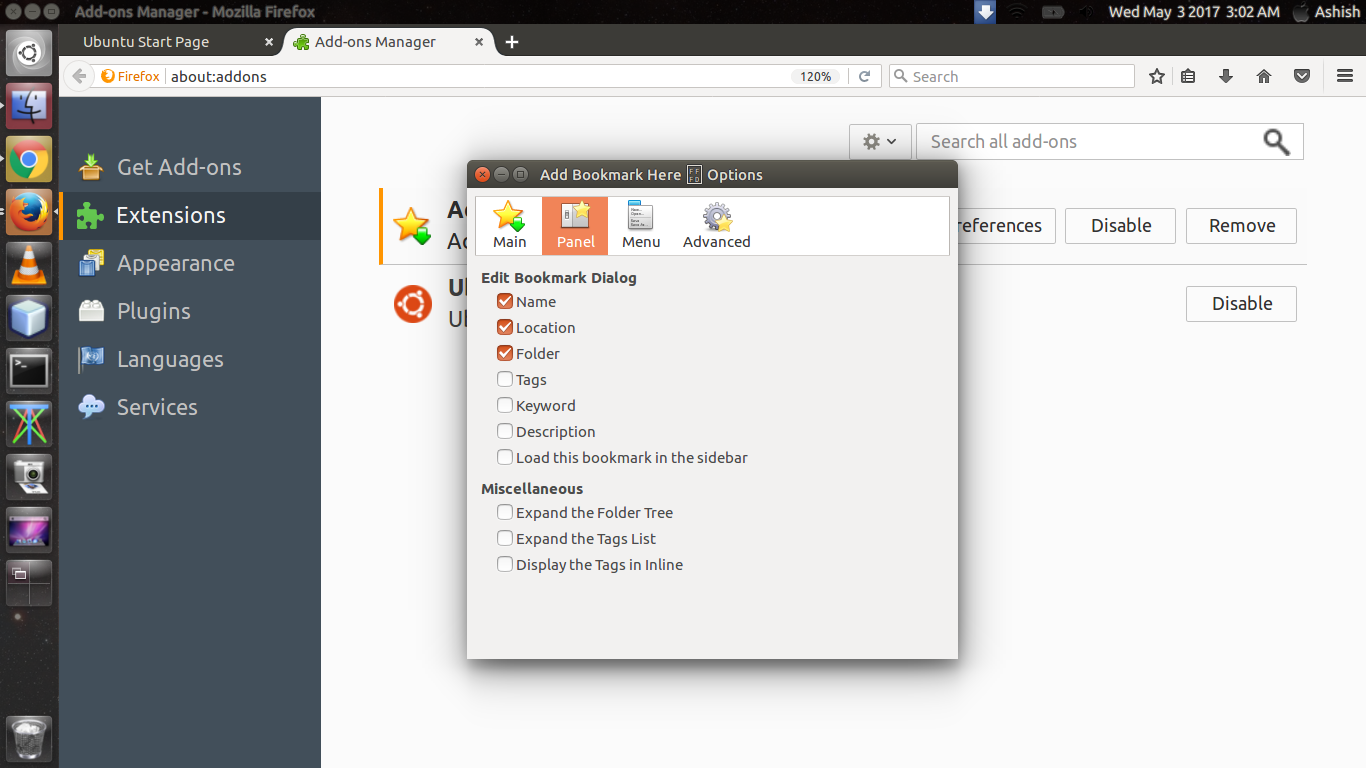 Add-ons Manager - Mozilla Firefox
Wed May 3 2017 3:02 AM
Ashish
Ubuntu Start Page
Add-ons Manager
Firefox
about:addons
120%
Search
Get Add-ons
Extensions
Appearance
Plugins
Languages
Services
Search all add-ons
references
Disable
Remove
Disable
Add Bookmark Here
Options
Main
Panel
Menu
Advanced
Edit Bookmark Dialog
Name
Location
Folder
Tags
Keyword
Description
Load this bookmark in the sidebar
Miscellaneous
Expand the Folder Tree
Expand the Tags List
Display the Tags in Inline